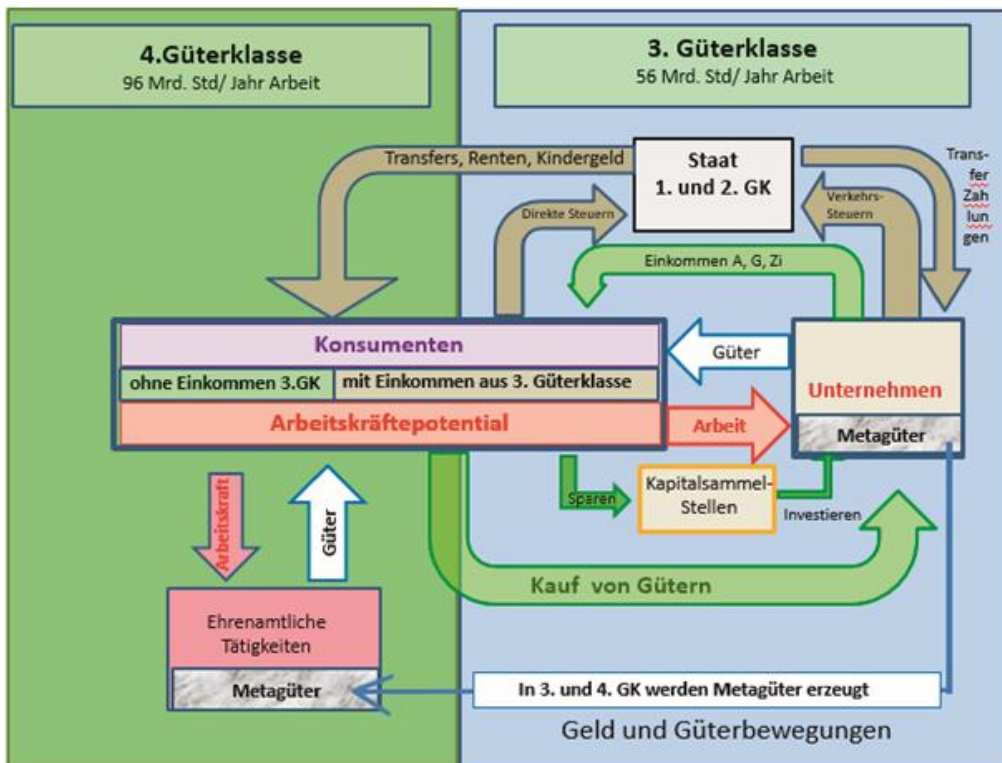 4.Güterklasse
96 Mrd. Std/ Jahr Arbeit
3. Güterklasse
56 Mrd. Std/ Jahr Arbeit
Transfers, Renten, Kindergeld
Staat
1. und 2. GK
Trans-
fer
Zah
lun
gen
Direkte Steuern
Verkehrs-
Steuern
Einkommen A, G, Zi
Konsumenten
ohne Einkommen 3.GK
mit Einkommen aus 3. Güterklasse
Arbeitskräftepotential
Güter
Arbeit
Unternehmen
Metagüter
Arbeitskraft
Güter
Sparen
Kapitalsammel-
Stellen
Investieren
Kauf von Gütern
Ehrenamtliche
Tätigkeiten
Metagüter
In 3. und 4. GK werden Metagüter erzeugt
Geld und Güterbewegungen